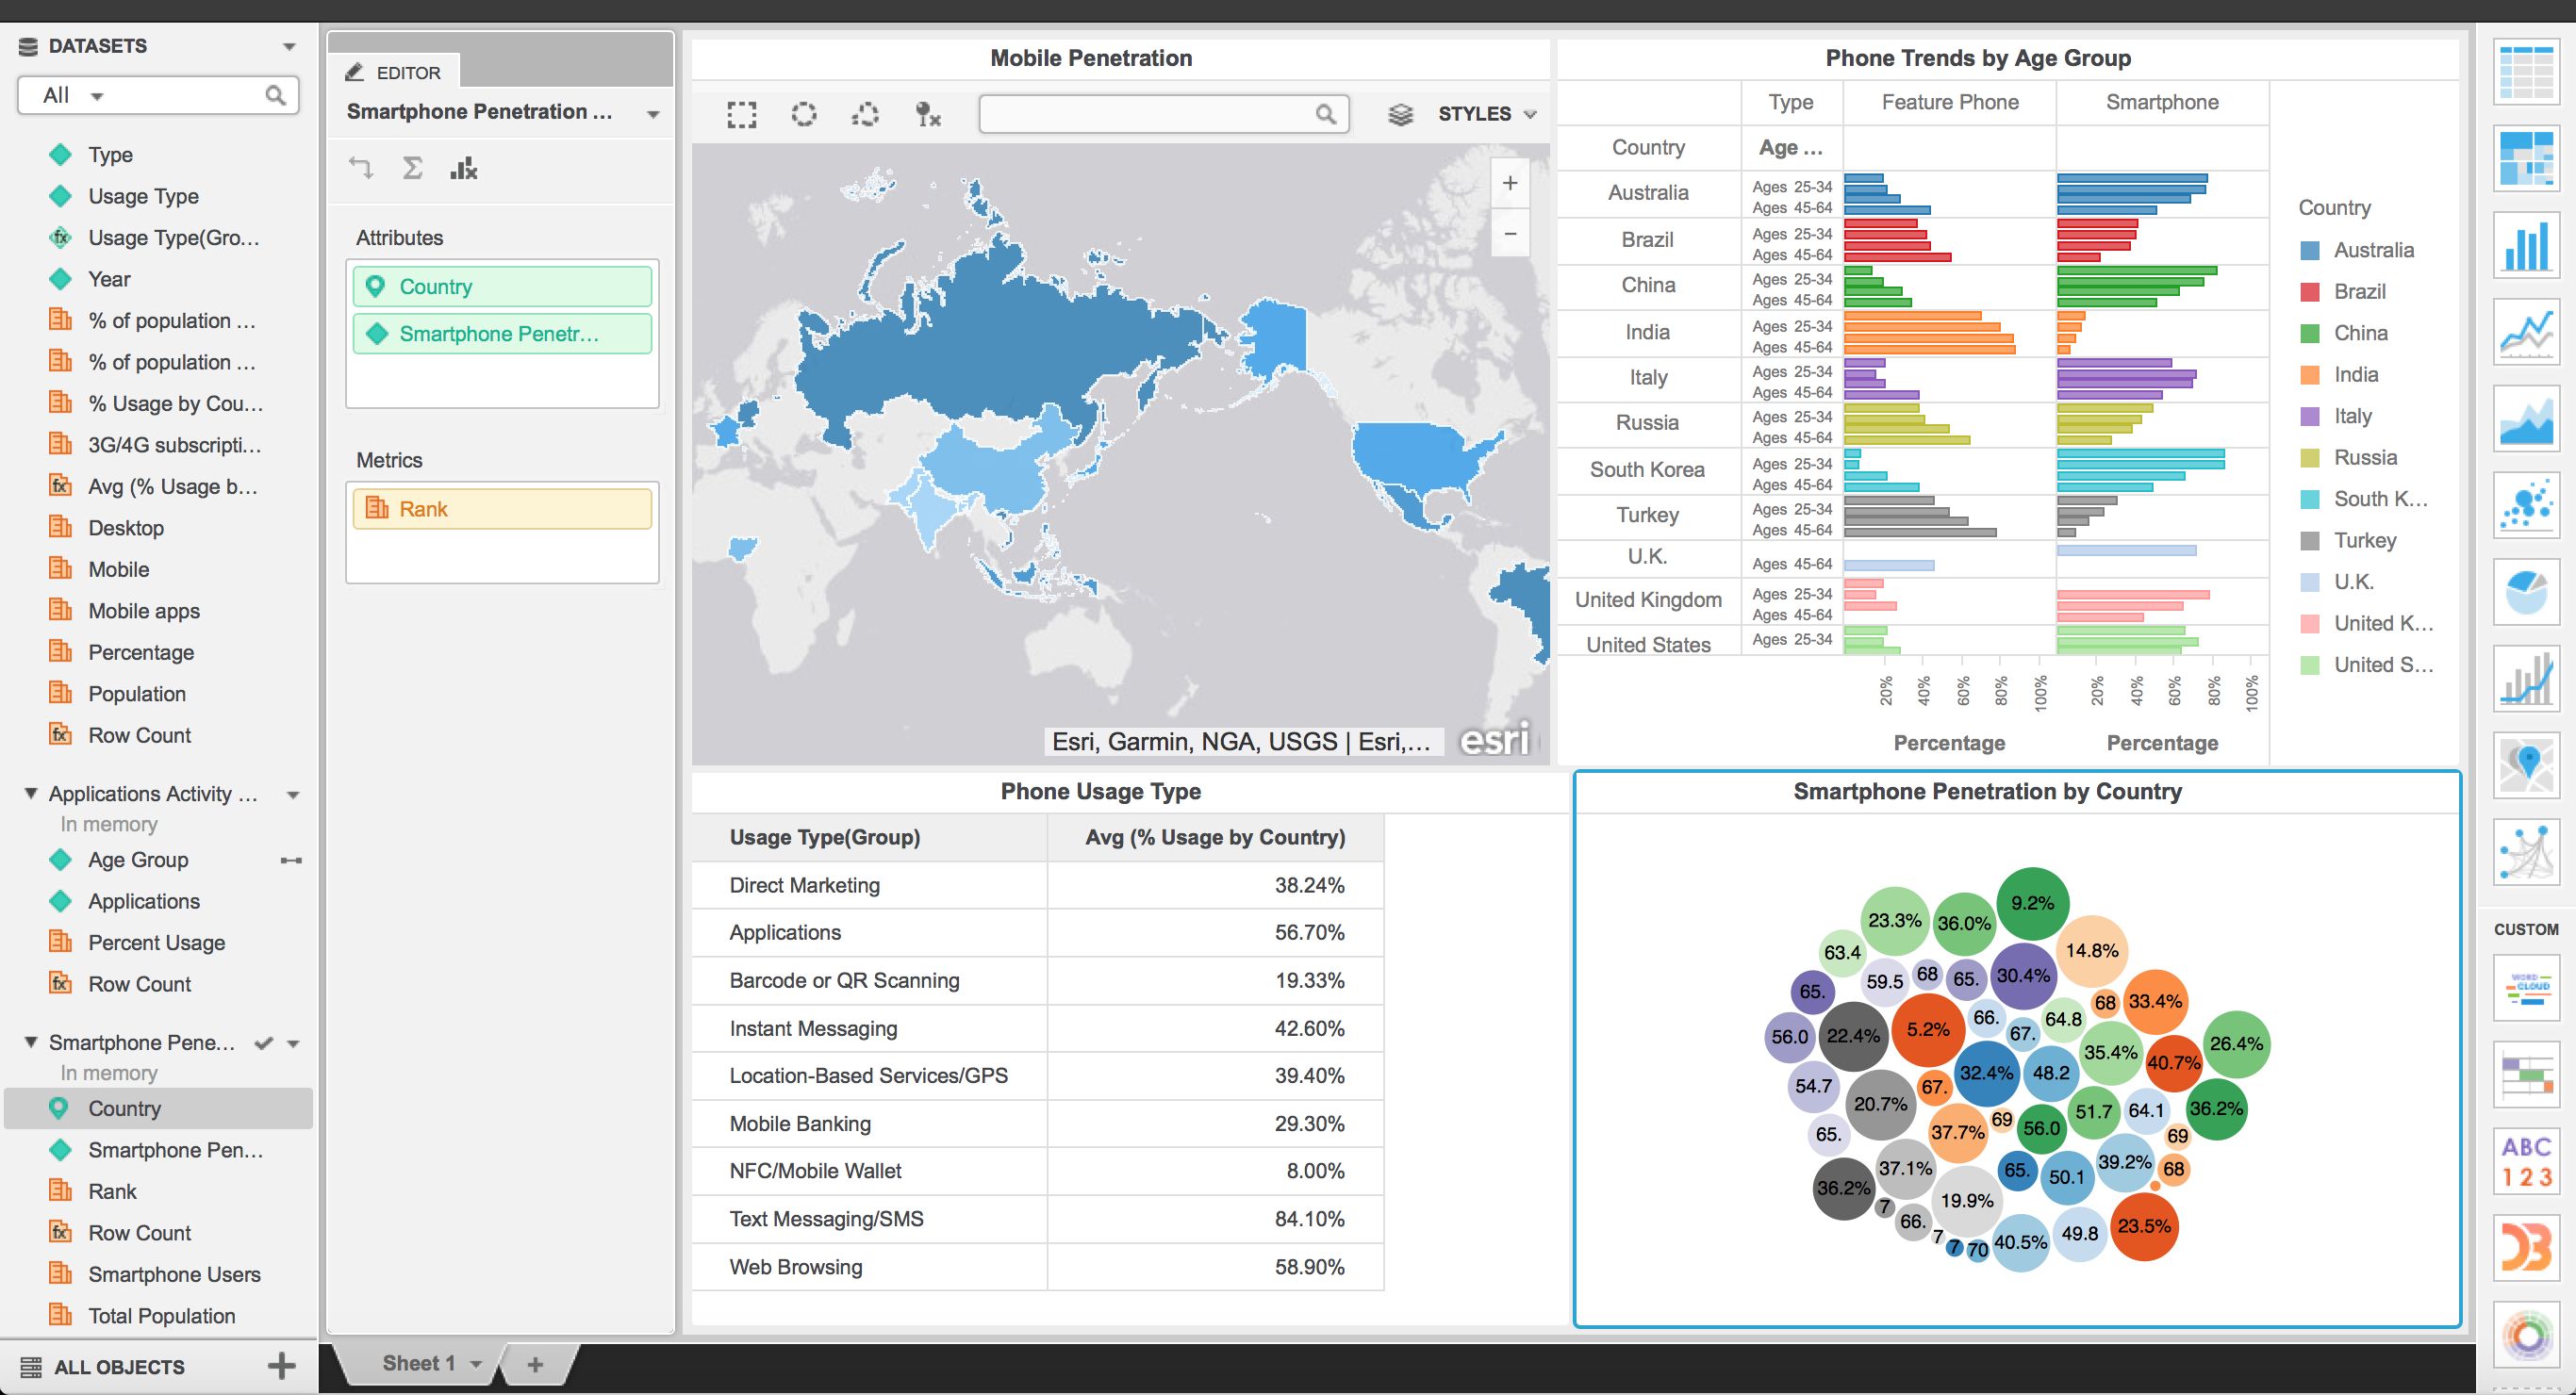 DATASETS
All
Type
Usage Type
Usage Type(Gro...
Year
% of population ...
% of population ...
% Usage by Cou...
3G/4G subscripti...
Avg (% Usage b...
Desktop
Mobile
Mobile apps
Percentage
Population
Row Count
Applications Activity ...
In memory
Age Group
Applications
Percent Usage
Row Count
Smartphone Pene...
In memory
Country
Smartphone Pen...
Rank
Row Count
Smartphone Users
Total Population
ALL OBJECTS
EDITOR
Smartphone Penetration ...
Attributes
Country
Smartphone Penetr...
Metrics
Rank
Mobile Penetration
STYLES
+
−
Esri, Garmin, NGA, USGS | Esri,...
esri
Phone Trends by Age Group
Type Feature Phone Smartphone
Country Age ...
Australia Ages 25-34
Ages 45-64
Brazil Ages 25-34
Ages 45-64
China Ages 25-34
Ages 45-64
India Ages 25-34
Ages 45-64
Italy Ages 25-34
Ages 45-64
Russia Ages 25-34
Ages 45-64
South Korea Ages 25-34
Ages 45-64
Turkey Ages 25-34
Ages 45-64
U.K. Ages 45-64
United Kingdom Ages 25-34
Ages 45-64
United States Ages 25-34
20% 40% 60% 80% 100% 20% 40% 60% 80% 100%
Percentage Percentage
Country
Australia
Brazil
China
India
Italy
Russia
South K...
Turkey
U.K.
United K...
United S...
Phone Usage Type
Usage Type(Group) Avg (% Usage by Country)
Direct Marketing 38.24%
Applications 56.70%
Barcode or QR Scanning 19.33%
Instant Messaging 42.60%
Location-Based Services/GPS 39.40%
Mobile Banking 29.30%
NFC/Mobile Wallet 8.00%
Text Messaging/SMS 84.10%
Web Browsing 58.90%
Smartphone Penetration by Country
9.2%
23.3% 36.0%
63.4 14.8%
59.5 68 65. 30.4%
65. 68 33.4%
56.0 22.4% 5.2% 66. 67. 64.8
35.4% 40.7% 26.4%
54.7 67. 32.4% 48.2
20.7% 51.7 64.1 36.2%
65. 37.7% 69 56.0 69
37.1% 65. 50.1 39.2% 68
36.2% 7 19.9%
66. 7 7 70 40.5% 49.8 23.5%
CUSTOM
WORD
CLOUD
ABC
123
D3
Sheet 1
+